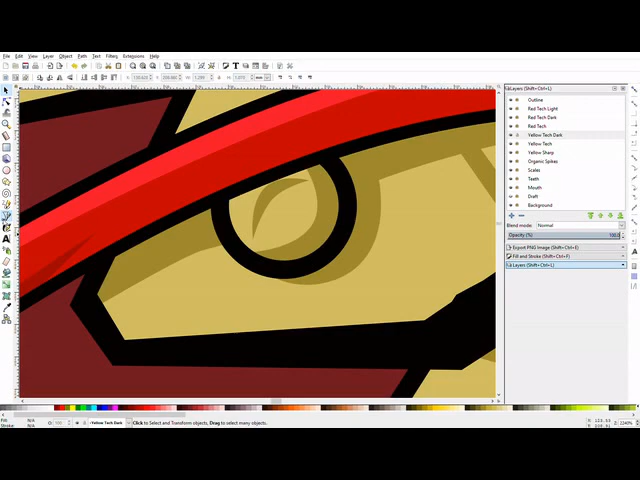 File Edit View Layer Object Path Text Filters Extensions Help
Layers (Shift+Ctrl+L)
Outline
Red Tech Light
Red Tech Dark
Red Tech
Yellow Tech Dark
Yellow Tech
Yellow Sharp
Organic Spikes
Scales
Teeth
Mouth
Dark
Background
Blend mode: Normal
Opacity (%) 100.0
Export PNG Image (Shift+Ctrl+E)
Fill and Stroke (Shift+Ctrl+F)
Layers (Shift+Ctrl+L)
Fill: N/A
Stroke: N/A
Yellow Tech Dark
Click to Select and Transform objects, Drag to select many objects.